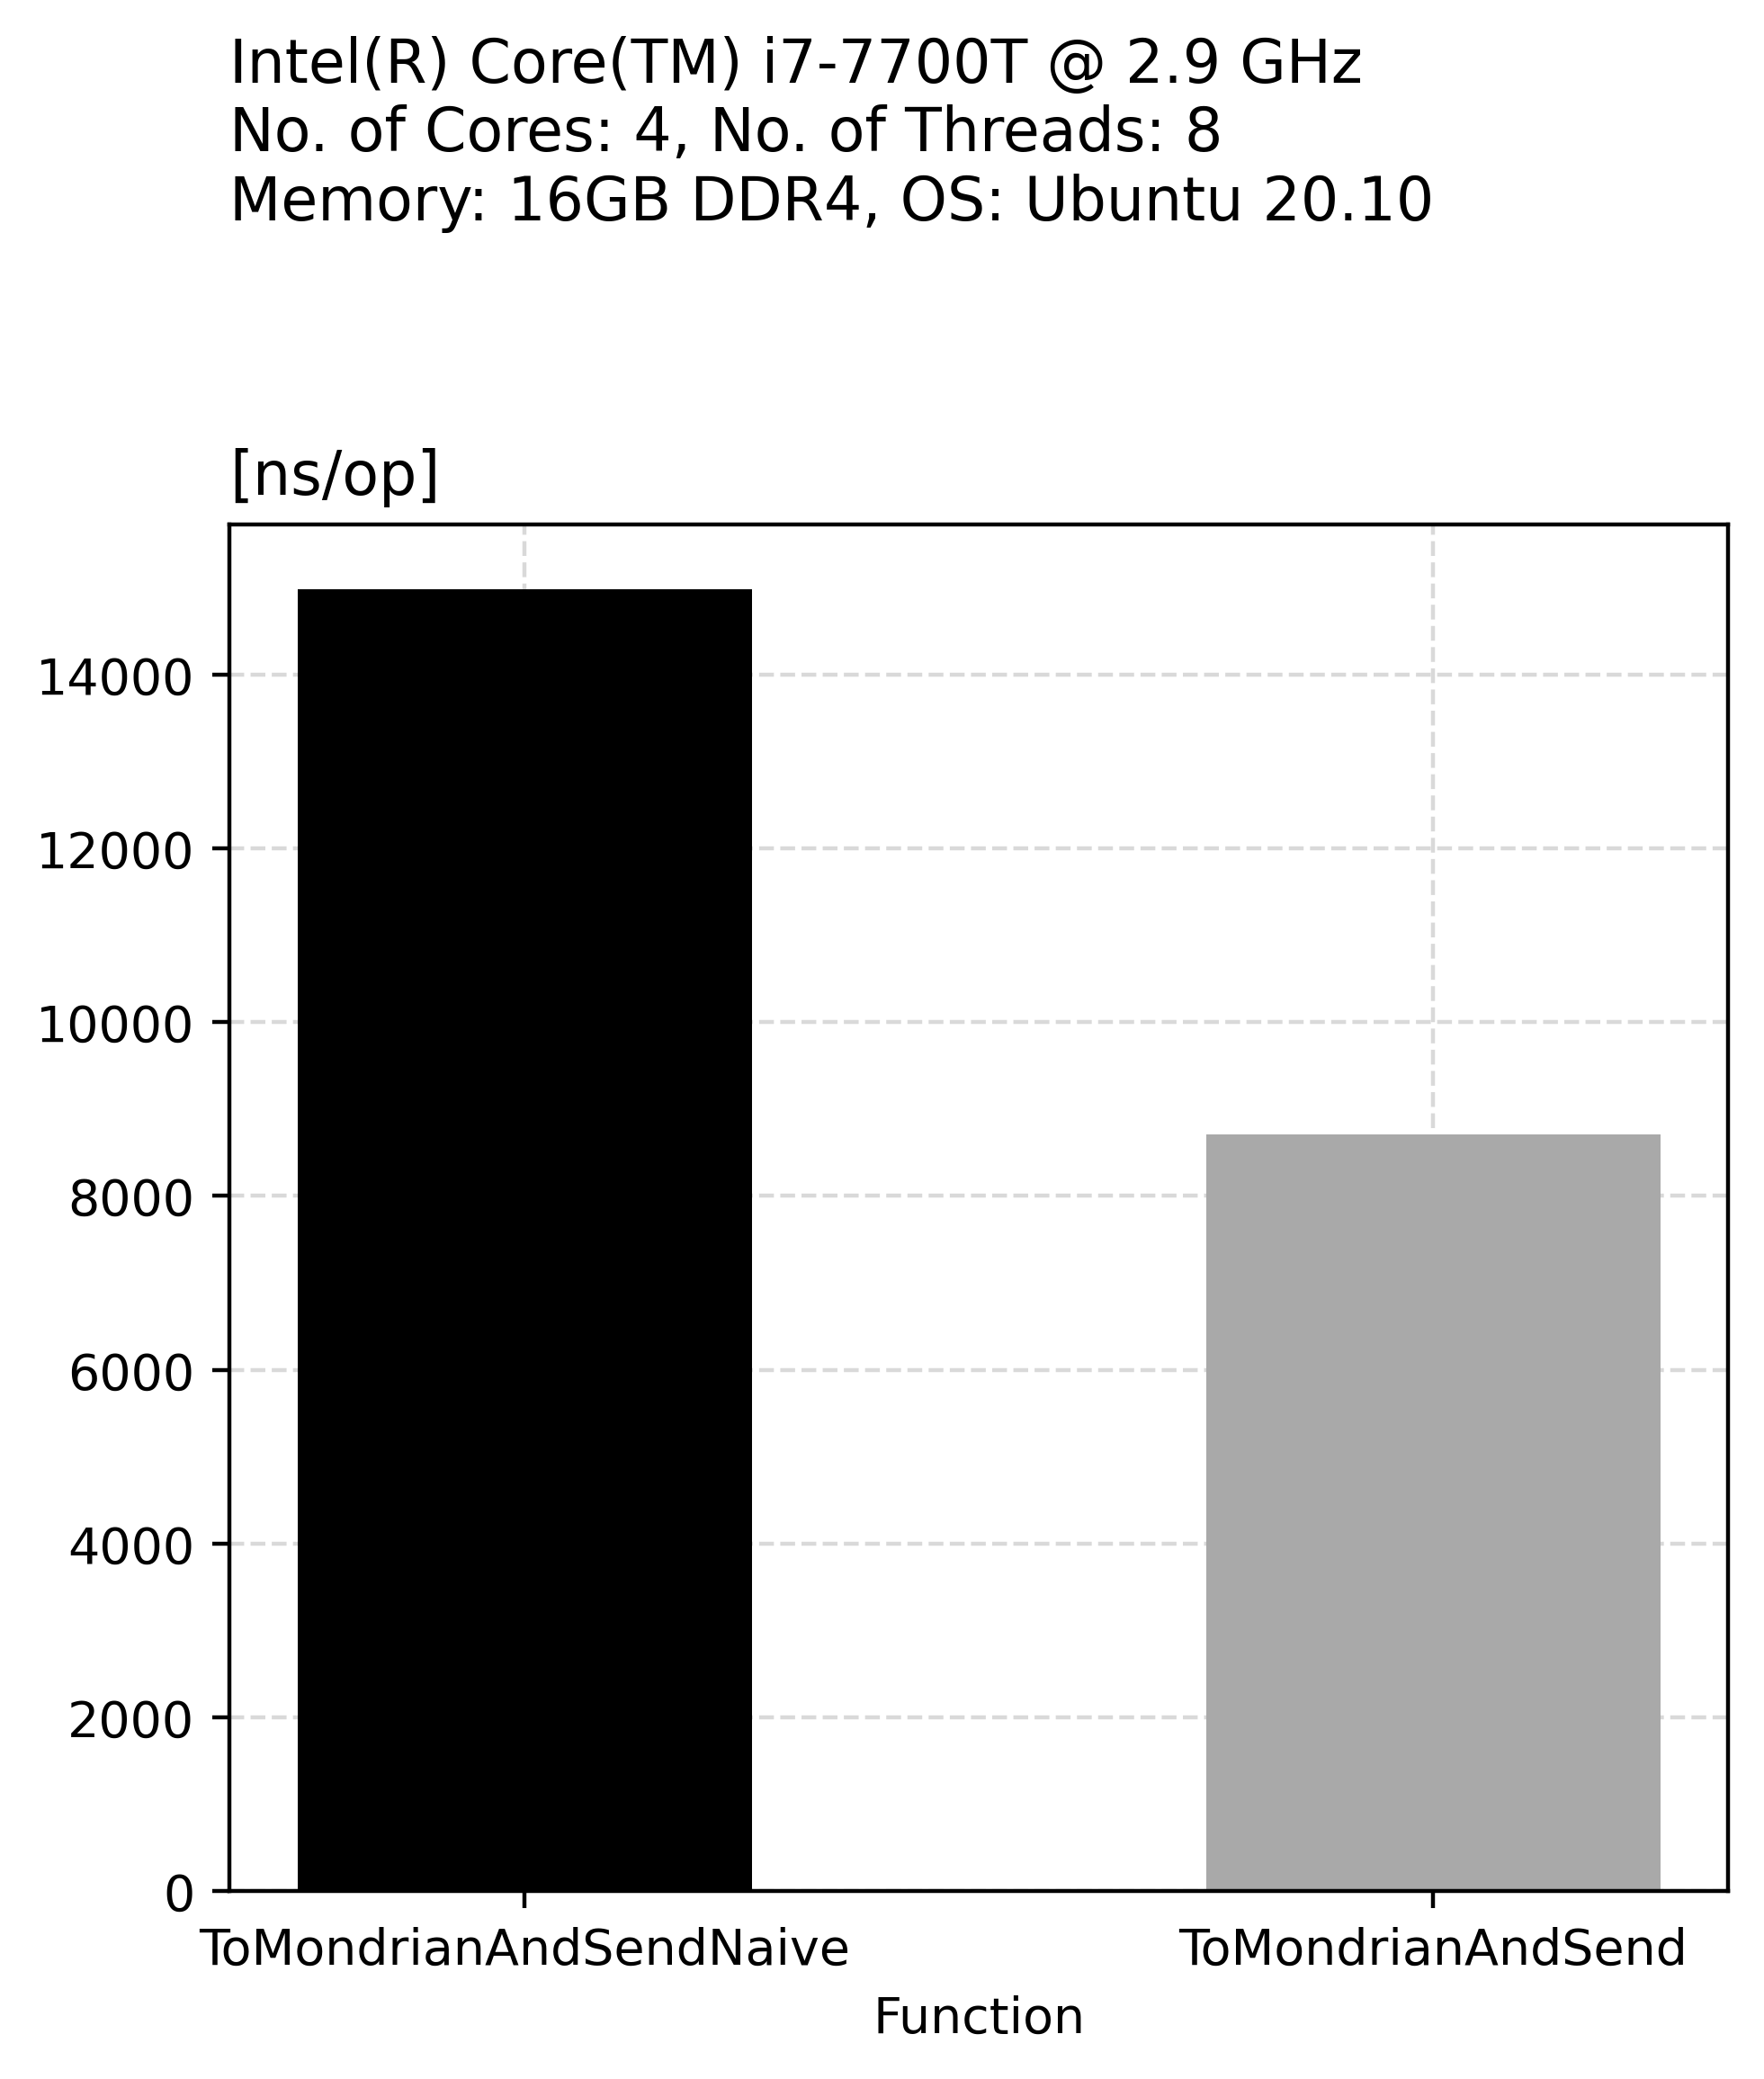 Intel(R) Core(TM) i7-7700T @ 2.9 GHz
No. of Cores: 4, No. of Threads: 8
Memory: 16GB DDR4, OS: Ubuntu 20.10
[ns/op]
14000
12000
10000
8000
6000
4000
2000
0
ToMondrianAndSendNaive ToMondrianAndSend
Function